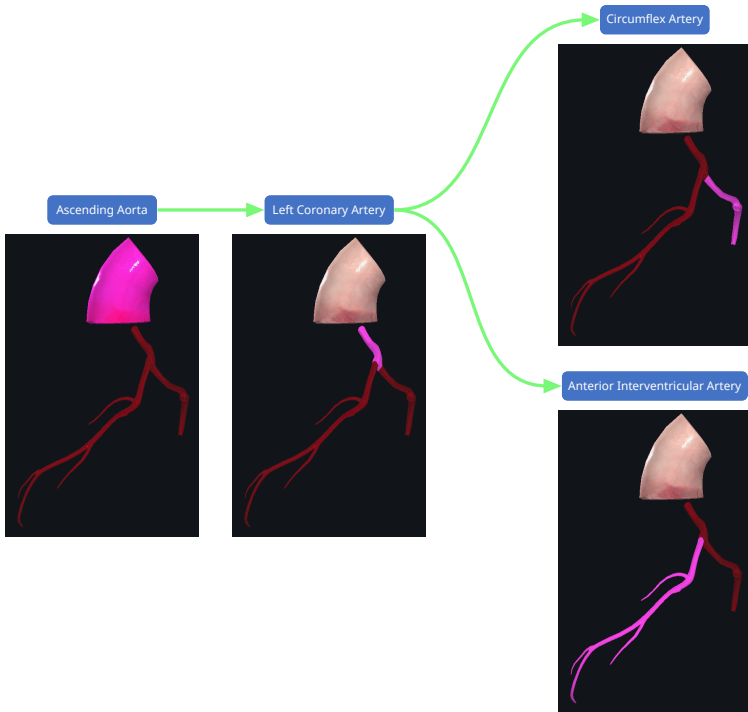 Circumflex Artery
Ascending Aorta
Left Coronary Artery
Anterior Interventricular Artery